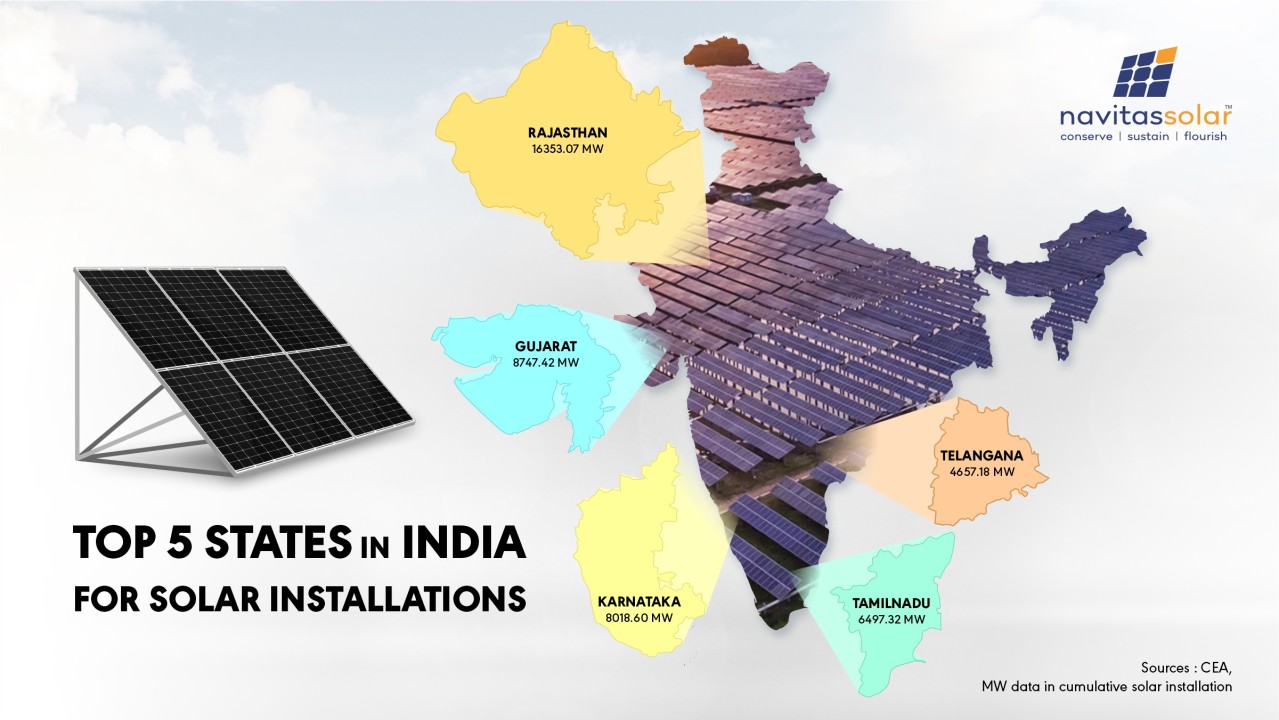 RAJASTHAN
16353.07 MW
navitassolar™
conserve | sustain | flourish
GUJARAT
8747.42 MW
TELANGANA
4657.18 MW
TOP 5 STATES IN INDIA
FOR SOLAR INSTALLATIONS
KARNATAKA
8018.60 MW
TAMILNADU
6497.32 MW
Sources : CEA,
MW data in cumulative solar installation